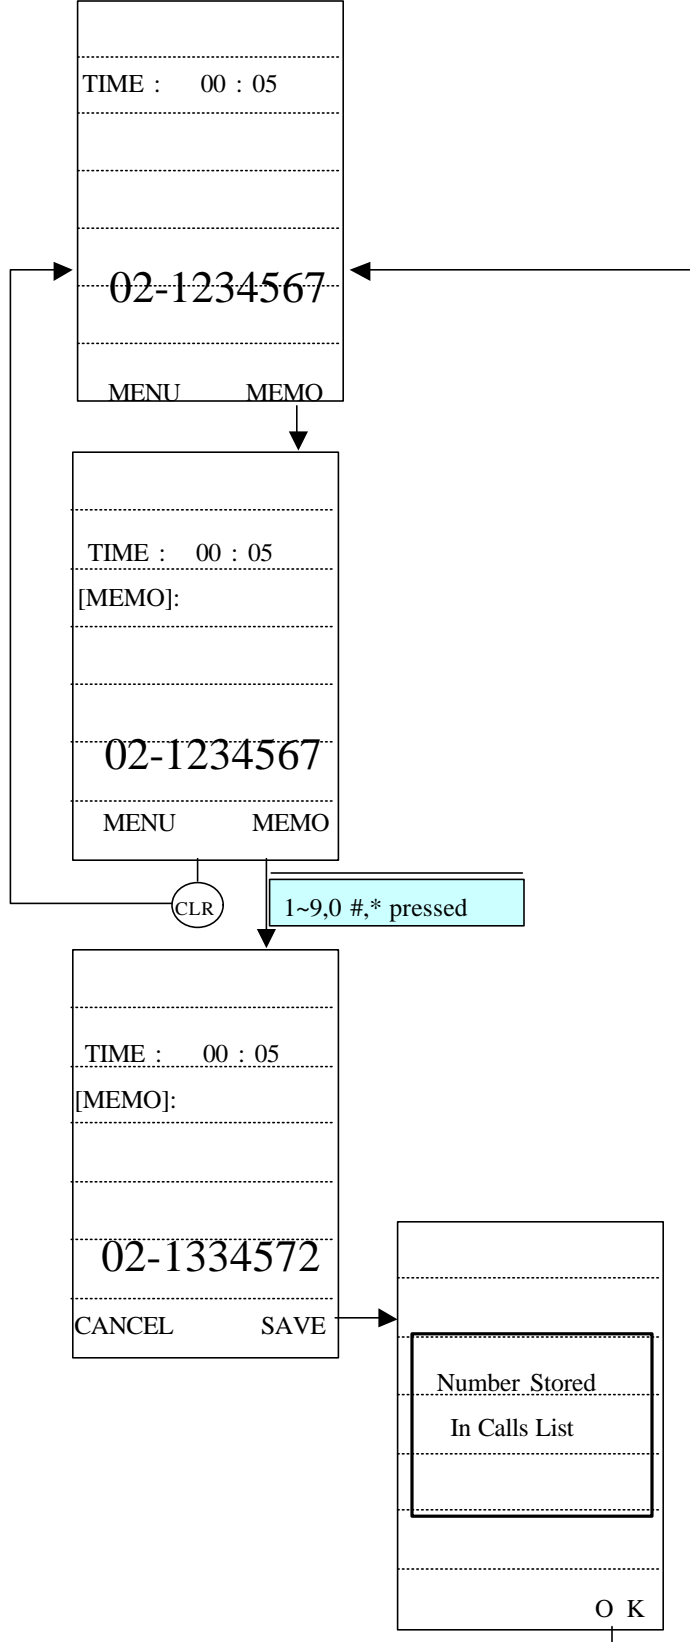 TIME : 00 : 05
02-1234567
MENU MEMO
TIME : 00 : 05
[MEMO]:
02-1234567
MENU MEMO
CLR
1~9,0 #,* pressed
TIME : 00 : 05
[MEMO]:
02-1334572
CANCEL SAVE
Number Stored
In Calls List
O K